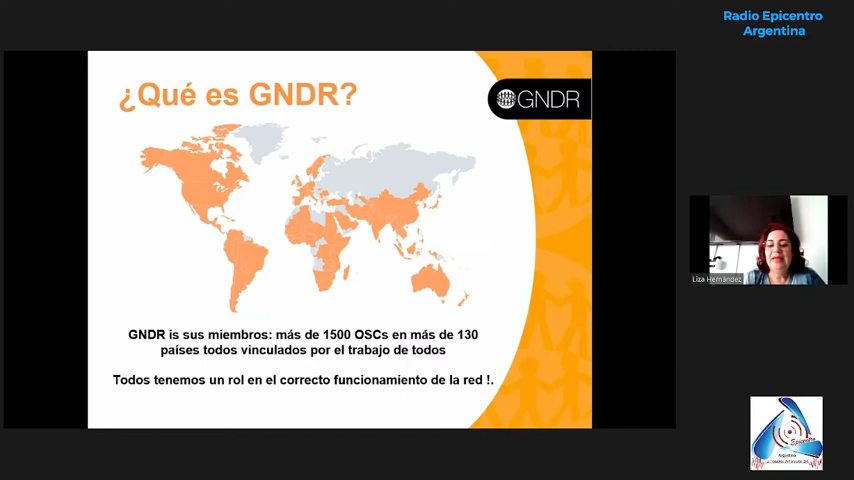 Radio Epicentro
Argentina
¿Qué es GNDR?
GNDR
GNDR is sus miembros: más de 1500 OSCs en más de 130
países todos vinculados por el trabajo de todos
Todos tenemos un rol en el correcto funcionamiento de la red !.
Liza Hernández
Epicentro
Argentina